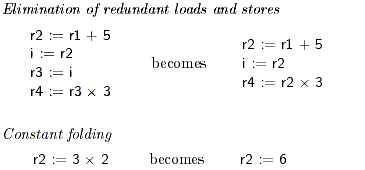 Elimination of redundant loads and stores
r2 := r1 + 5
i := r2
r3 := i
r4 := r3 × 3
becomes
r2 := r1 + 5
i := r2
r4 := r2 × 3
Constant folding
r2 := 3 × 2 becomes r2 := 6